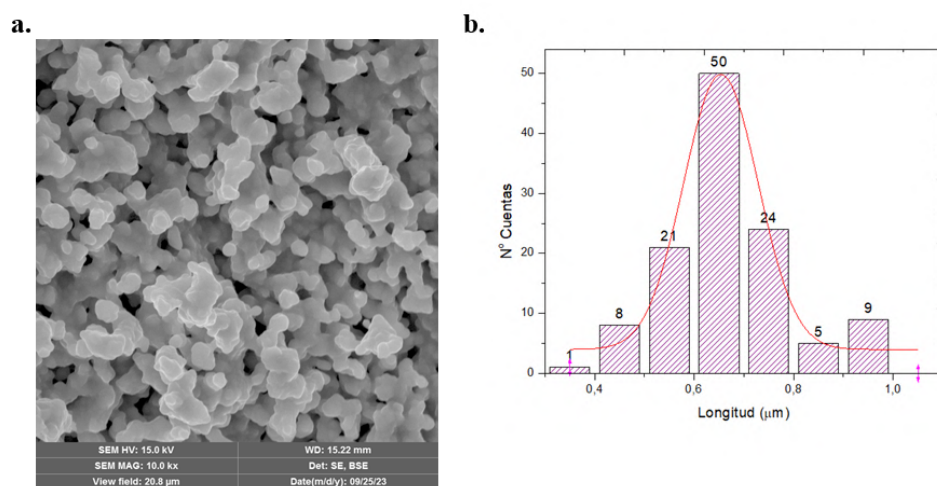 a.
SEM HV: 15.0 kV
WD: 15.22 mm
SEM MAG: 10.0 kx
Det: SE, BSE
View field: 20.8 µm
Date(m/d/y): 09/25/23
b.
50
40
30
20
10
0
Nº Cuentas
1
8
21
50
24
5
9
0,4
0,6
0,8
1,0
Longitud (µm)